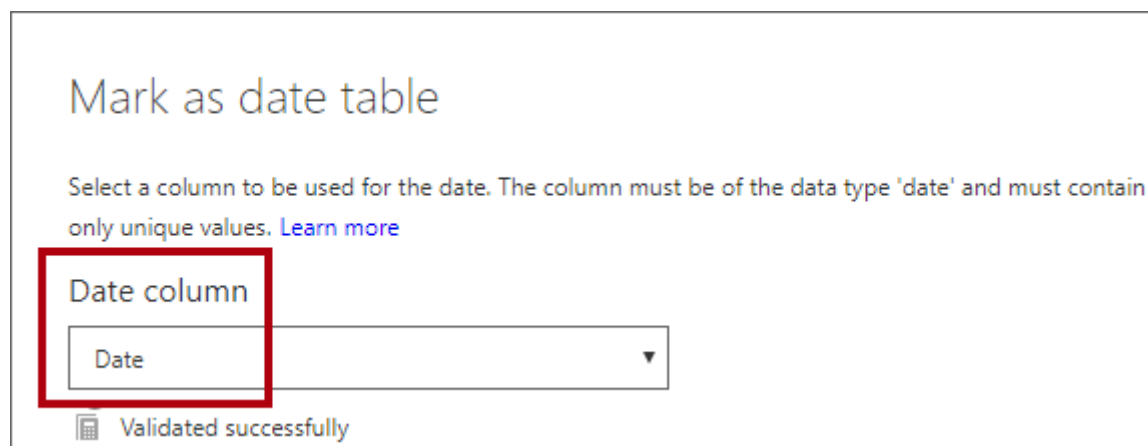 Mark as date table
Select a column to be used for the date. The column must be of the data type 'date' and must contain
only unique values. Learn more
Date column
Date
Validated successfully